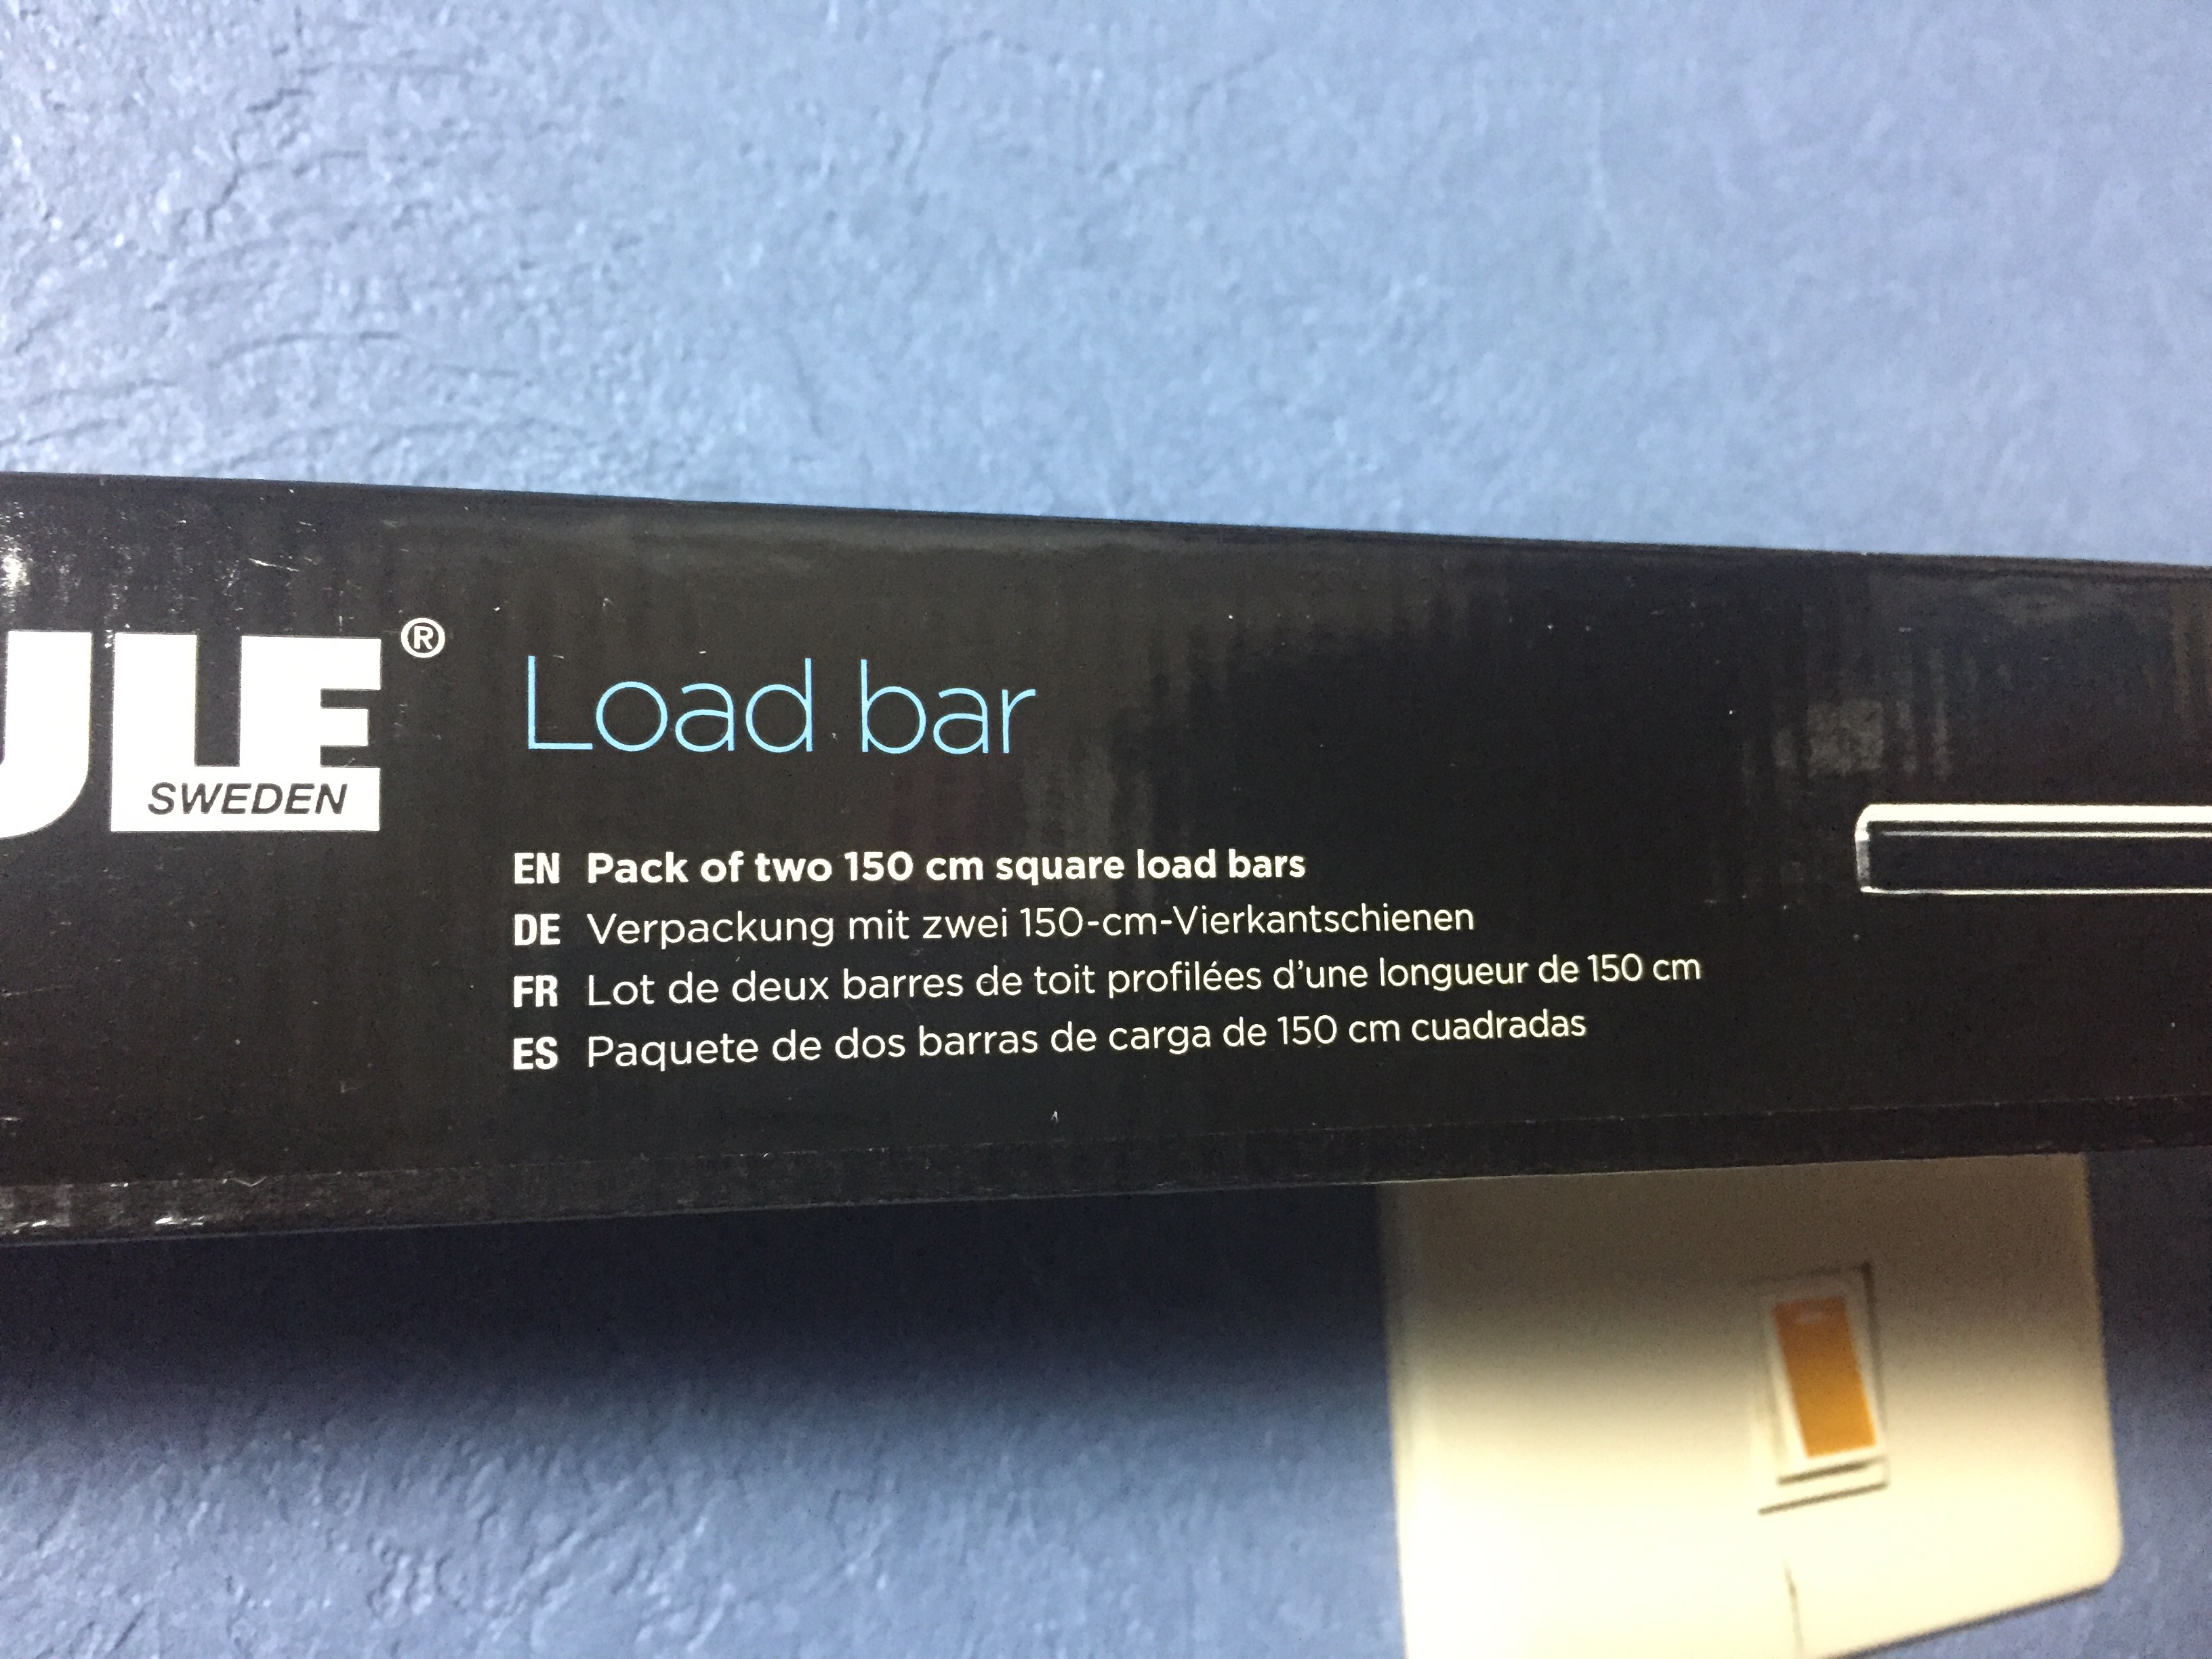 ULE®
SWEDEN
Load bar
EN Pack of two 150 cm square load bars
DE Verpackung mit zwei 150-cm-Vierkantschienen
FR Lot de deux barres de toit profilées d'une longueur de 150 cm
ES Paquete de dos barras de carga de 150 cm cuadradas